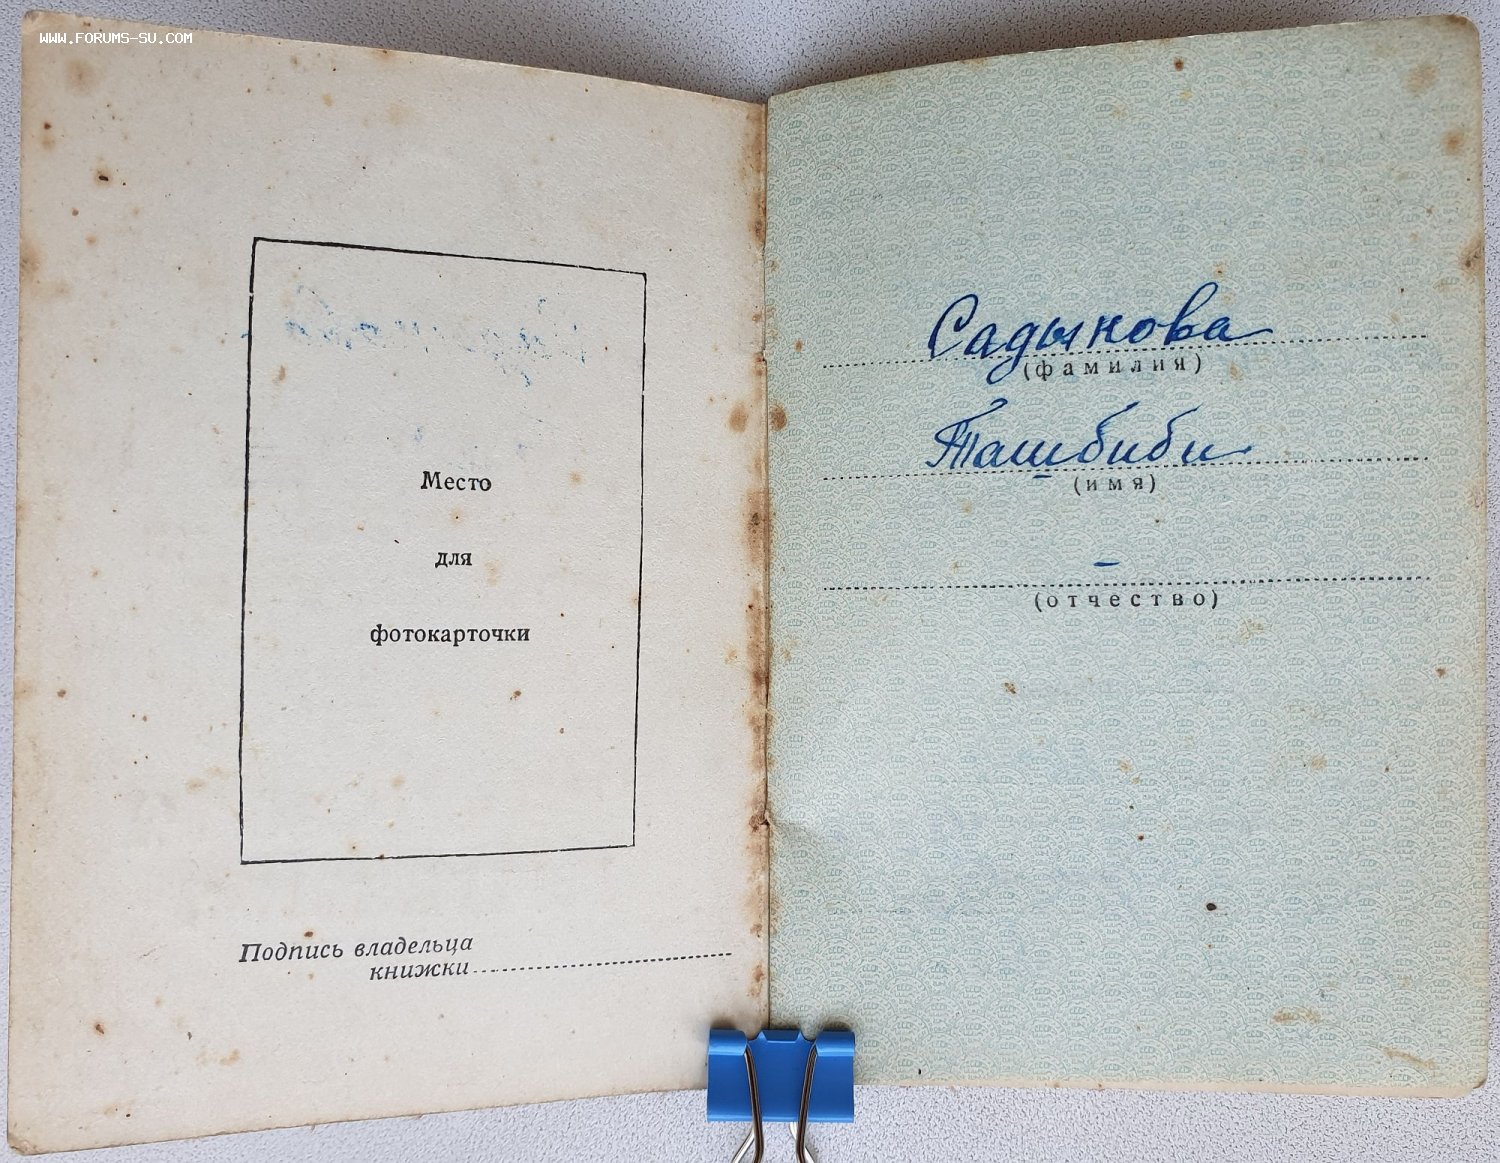 WWW.FORUMS-SU.COM
Место
для
фотокарточки
Подпись владельца
книжки
Садыкова
(фамилия)
Ташбиби
(имя)
-
(отчество)